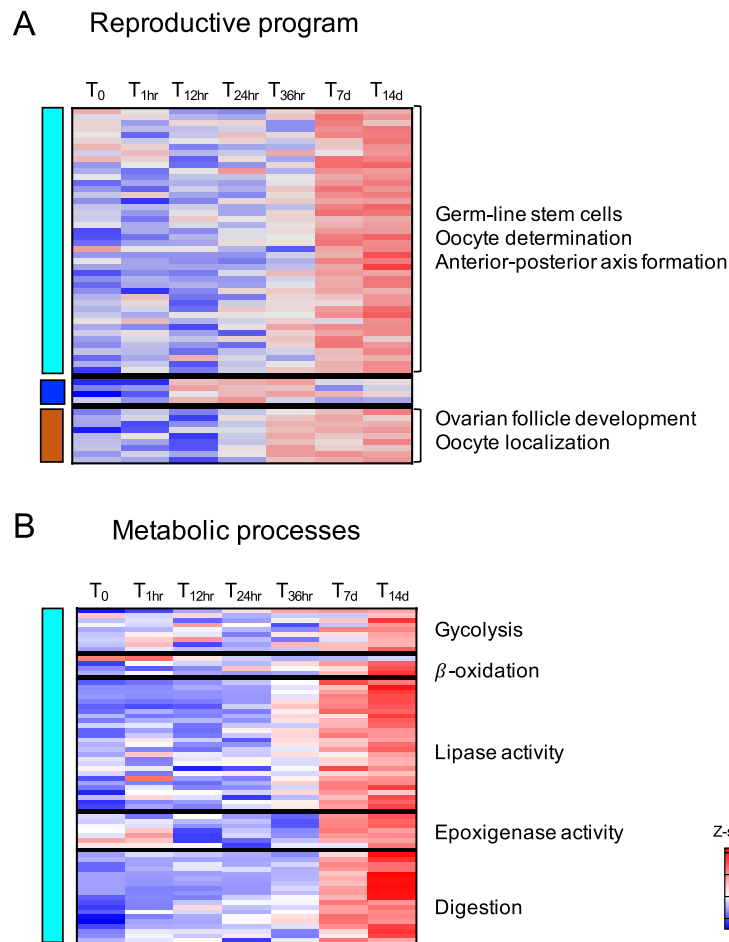 A Reproductive program
T0 T1hr T12hr T24hr T36hr T7d T14d
Germ-line stem cells
Oocyte determination
Anterior-posterior axis formation
Ovarian follicle development
Oocyte localization
B Metabolic processes
T0 T1hr T12hr T24hr T36hr T7d T14d
Gycolysis
β-oxidation
Lipase activity
Epoxigenase activity
Digestion